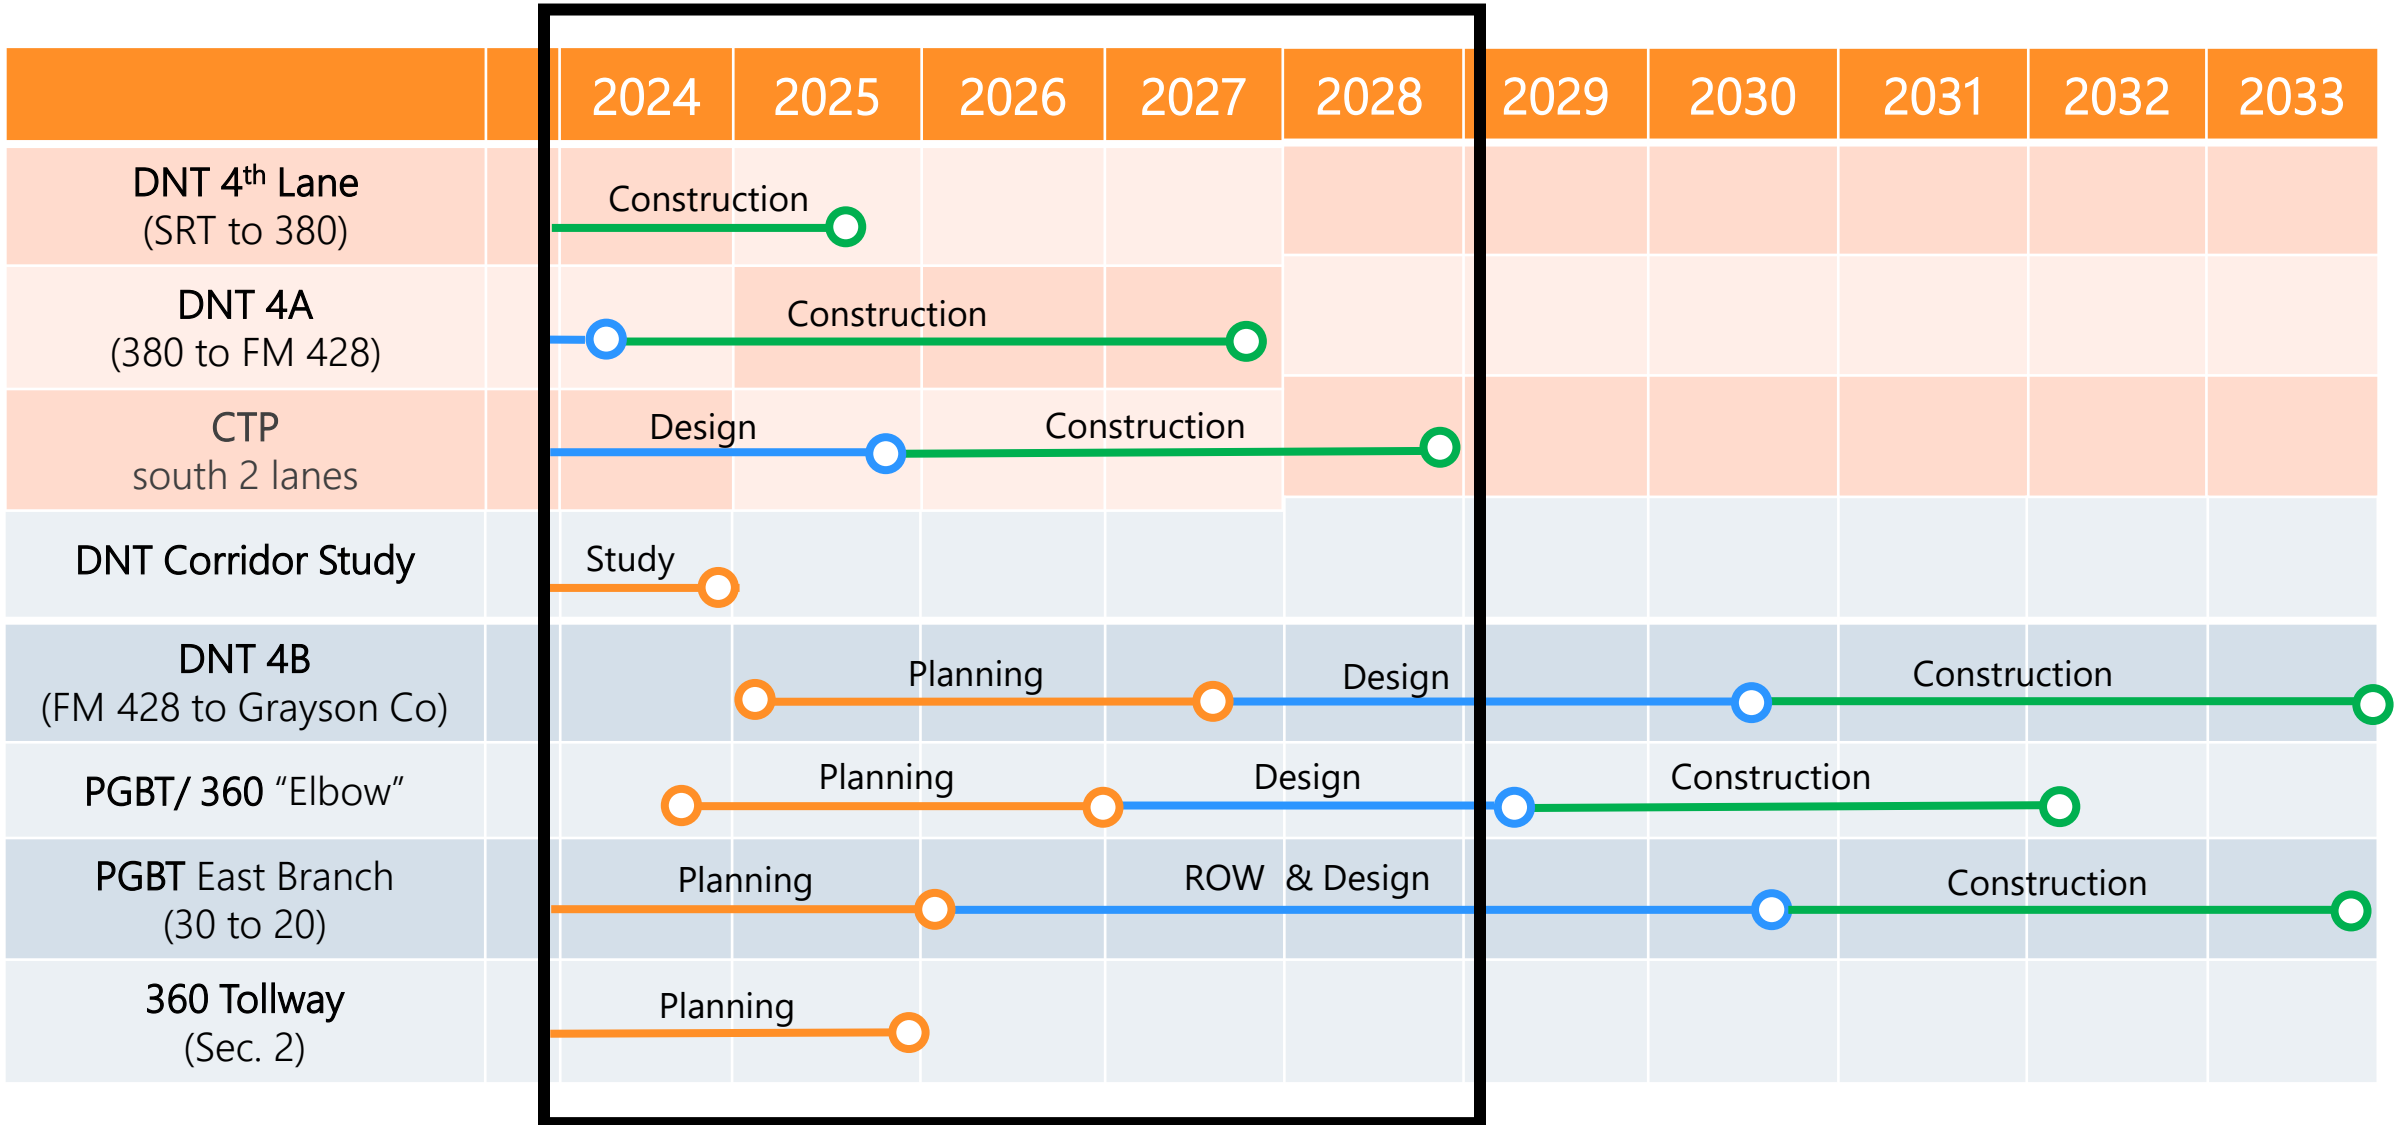 2024 2025 2026 2027 2028 2029 2030 2031 2032 2033
DNT 4th Lane
(SRT to 380)
Construction
DNT 4A
(380 to FM 428)
Construction
CTP
south 2 lanes
Design Construction
DNT Corridor Study
Study
DNT 4B
(FM 428 to Grayson Co)
Planning Design Construction
PGBT/ 360 “Elbow”
Planning Design Construction
PGBT East Branch
(30 to 20)
Planning ROW & Design Construction
360 Tollway
(Sec. 2)
Planning